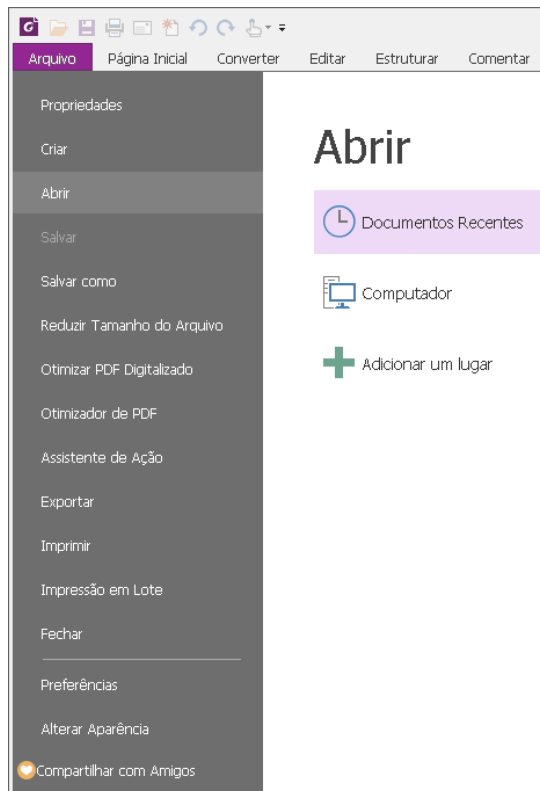 Arquivo Página Inicial Converter Editar Estruturar Comentar
Propriedades
Criar
Abrir
Salvar
Salvar como
Reduzir Tamanho do Arquivo
Otimizar PDF Digitalizado
Otimizador de PDF
Assistente de Ação
Exportar
Imprimir
Impressão em Lote
Fechar
Preferências
Alterar Aparência
Compartilhar com Amigos
Abrir
Documentos Recentes
Computador
Adicionar um lugar